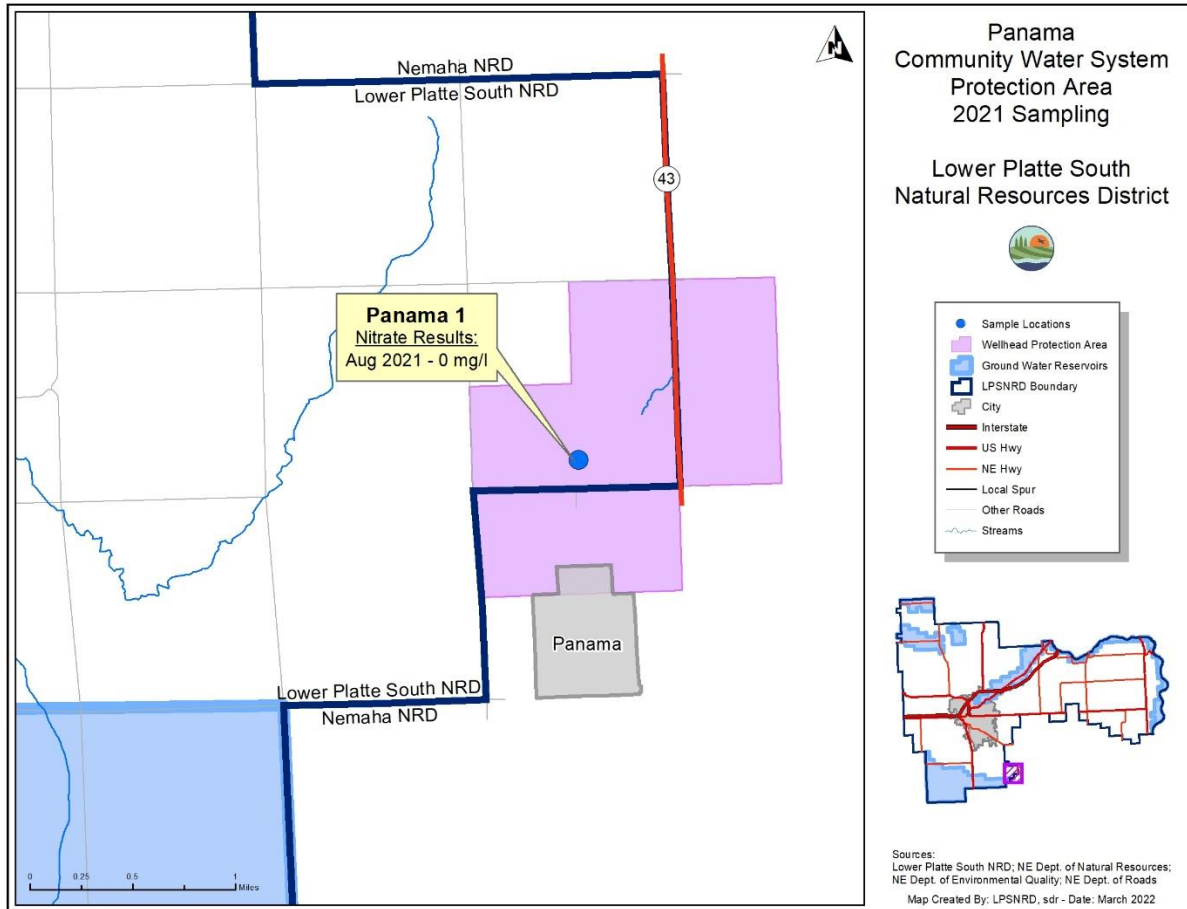 Nemaha NRD
Lower Platte South NRD
N
43
Panama 1
Nitrate Results:
Aug 2021 - 0 mg/l
Panama
Lower Platte South NRD
Nemaha NRD
0 0.25 0.5 1
Miles
Panama
Community Water System
Protection Area
2021 Sampling
Lower Platte South
Natural Resources District
Sample Locations
Wellhead Protection Area
Ground Water Reservoirs
LPSNRD Boundary
City
Interstate
US Hwy
NE Hwy
Local Spur
Other Roads
Streams
Sources:
Lower Platte South NRD; NE Dept. of Natural Resources;
NE Dept. of Environmental Quality; NE Dept. of Roads
Map Created By: LPSNRD, sdr - Date: March 2022